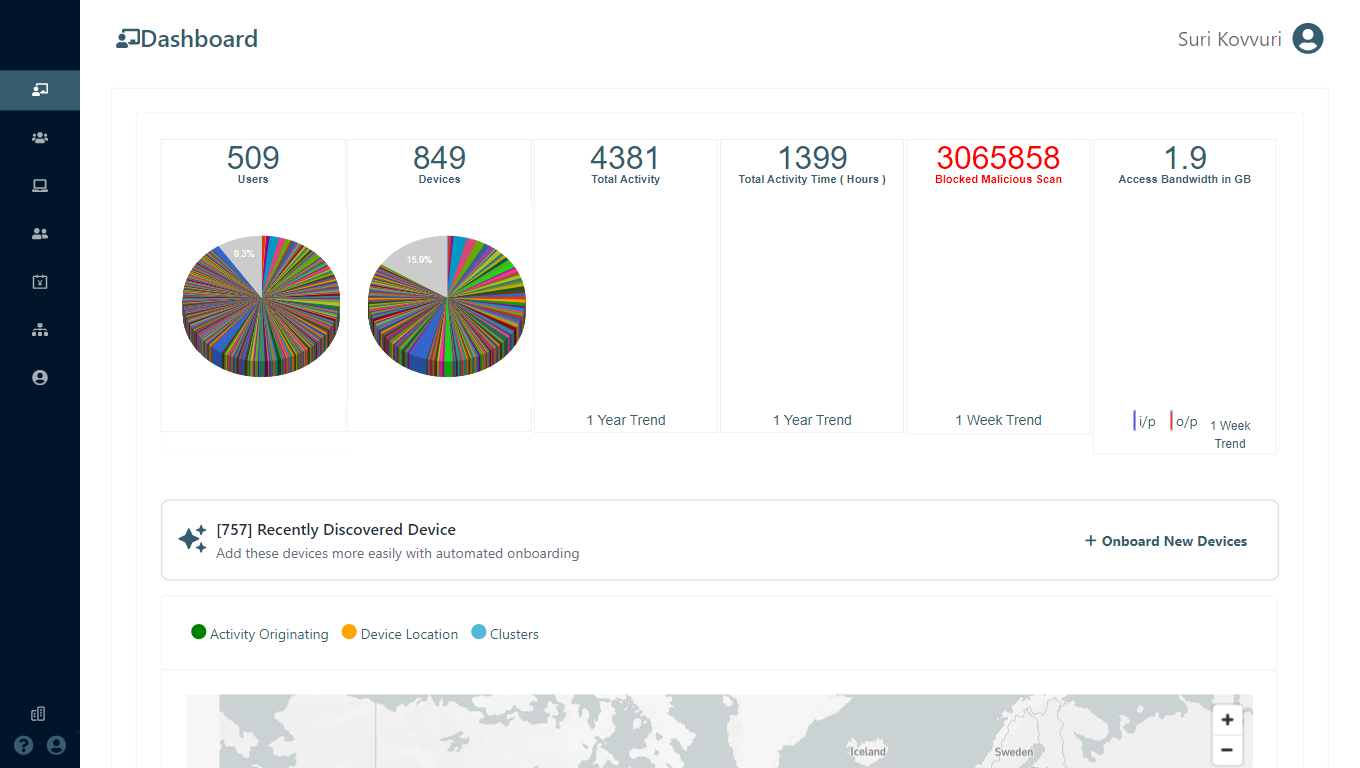 Dashboard
Suri Kovvuri
509
Users
849
Devices
4381
Total Activity
1399
Total Activity Time ( Hours )
3065858
Blocked Malicious Scan
1.9
Access Bandwidth in GB
9.3%
15.9%
1 Year Trend
1 Year Trend
1 Week Trend
i/p
o/p
1 Week
Trend
[757] Recently Discovered Device
Add these devices more easily with automated onboarding
+ Onboard New Devices
Activity Originating
Device Location
Clusters
Iceland
Sweden
+
−
?